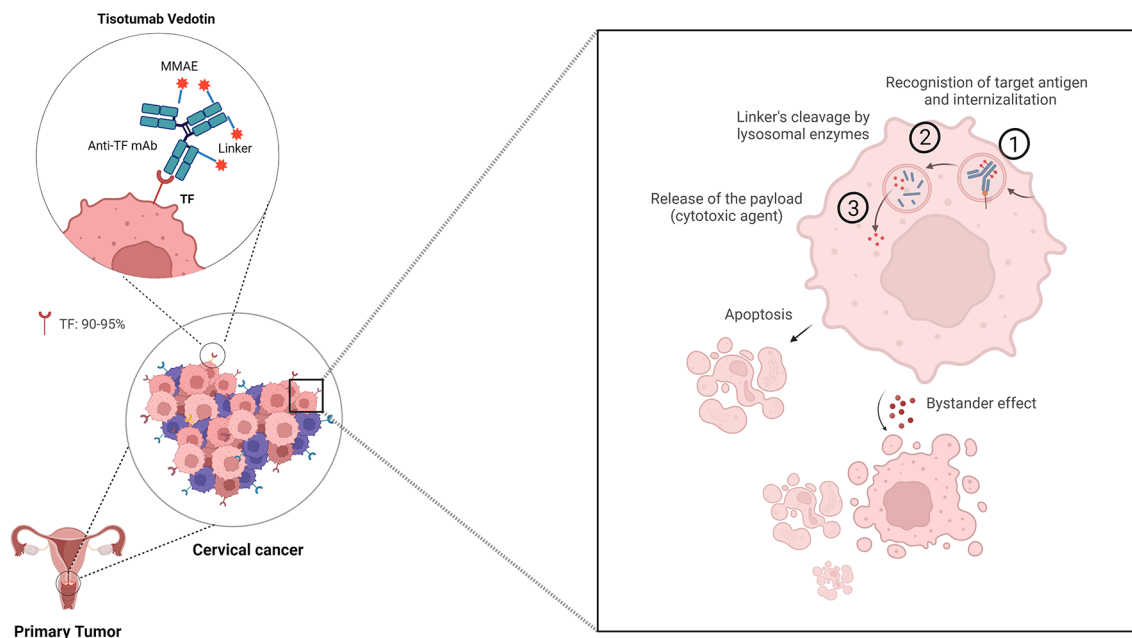 Tisotumab Vedotin
MMAE
Anti-TF mAb
Linker
TF
TF: 90-95%
Cervical cancer
Primary Tumor
Recognistion of target antigen
and internizalitation
1
Linker's cleavage by
lysosomal enzymes
2
Release of the payload
(cytotoxic agent)
3
Apoptosis
Bystander effect